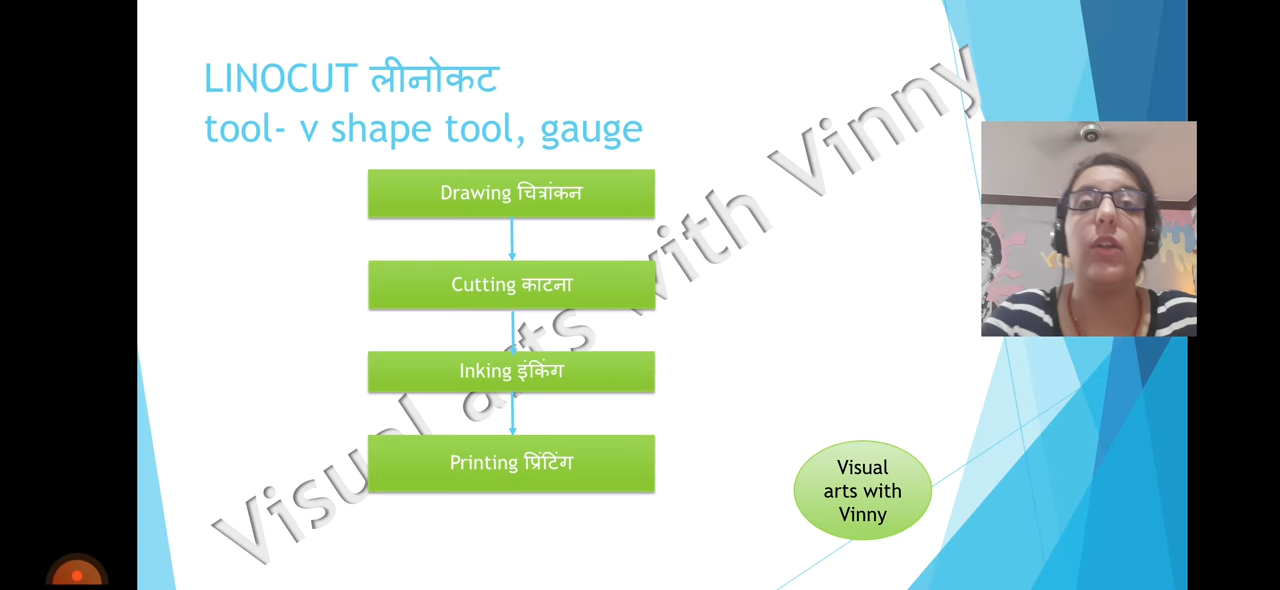 LINOCUT लीनोकट
tool- v shape tool, gauge
Drawing चित्रांकन
Cutting काटना
Inking इंकिंग
Printing प्रिंटिंग
Visual arts with Vinny
Visual
arts with
Vinny